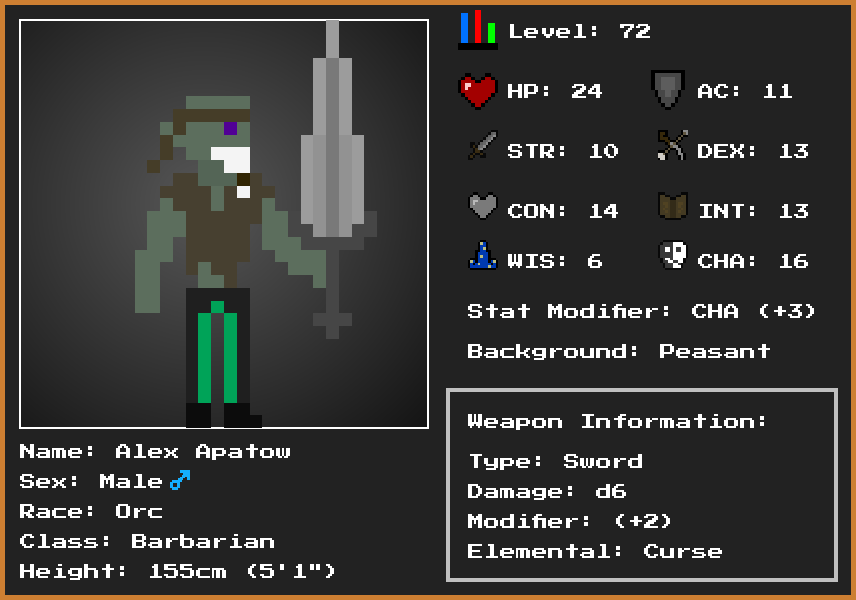 Level: 72
HP: 24
AC: 11
STR: 10
DEX: 13
CON: 14
INT: 13
WIS: 6
CHA: 16
Stat Modifier: CHA (+3)
Background: Peasant
Weapon Information:
Type: Sword
Damage: d6
Modifier: (+2)
Elemental: Curse
Name: Alex Apatow
Sex: Male ♂
Race: Orc
Class: Barbarian
Height: 155cm (5'1")